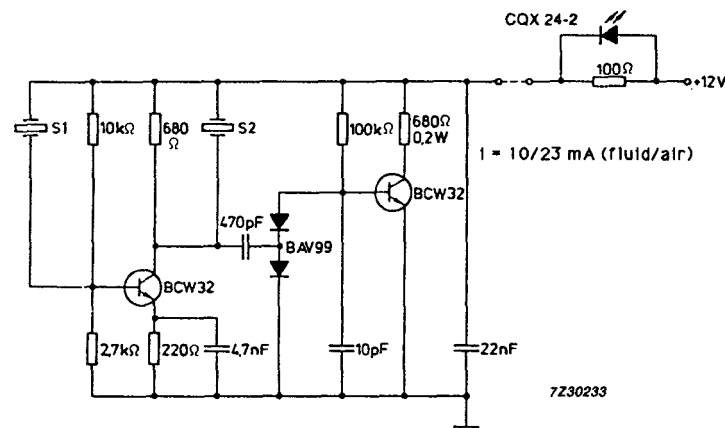 CQX 24-2
100Ω
+12V
S1
10kΩ
680
Ω
S2
100kΩ
680Ω
0,2W
i = 10/23 mA (fluid/air)
BCW32
470pF
BAV99
BCW32
2,7kΩ
220Ω
4,7nF
10pF
22nF
7Z30233